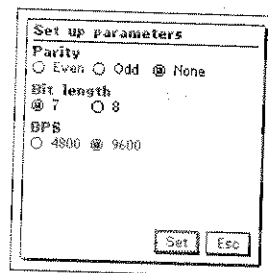 Set up parameters
Parity
Even Odd None
Bit length
7 8
BPS
4800 9600
Set Esc